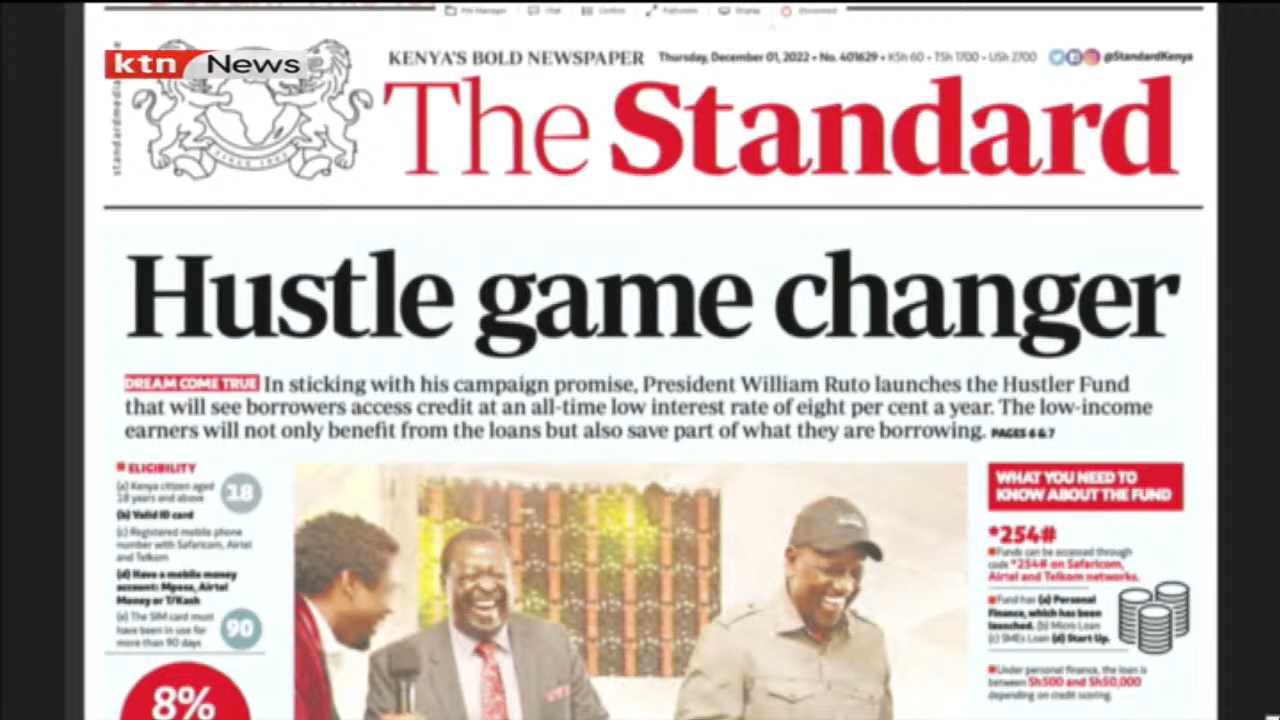 File Manager
Chat
Control
Fullscreen
Display
Disconnect
ktn News
standardmedia
SINCE 1902
KENYA'S BOLD NEWSPAPER
Thursday, December 01, 2022 • No. 401629 • KSh 60 • TSh 1700 • USh 2700
@StandardKenya
The Standard
Hustle game changer
DREAM COME TRUE In sticking with his campaign promise, President William Ruto launches the Hustler Fund
that will see borrowers access credit at an all-time low interest rate of eight per cent a year. The low-income
earners will not only benefit from the loans but also save part of what they are borrowing. PAGES 6 & 7
ELIGIBILITY
(a) Kenya citizen aged
18 years and above
18
(b) Valid ID card
(c) Registered mobile phone
number with Safaricom, Airtel
and Telkom
(d) Have a mobile money
account: Mpesa, Airtel
Money or T/Kash
(e) The SIM card must
have been in use for
more than 90 days
90
8%
WHAT YOU NEED TO
KNOW ABOUT THE FUND
*254#
Funds can be accessed through
code *254# on Safaricom,
Airtel and Telkom networks.
Fund has (a) Personal
Finance, which has been
launched. (b) Micro Loan
(c) SMEs Loan (d) Start Up.
Under personal finance, the loan is
between Sh500 and Sh50,000
depending on credit scoring.